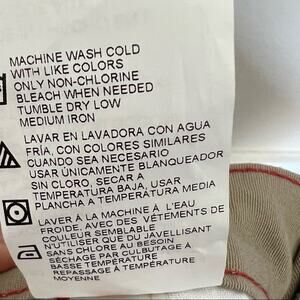 MACHINE WASH COLD
WITH LIKE COLORS
ONLY NON-CHLORINE
BLEACH WHEN NEEDED
TUMBLE DRY LOW
MEDIUM IRON
LAVAR EN LAVADORA CON AGUA
FRÍA, CON COLORES SIMILARES
CUANDO SEA NECESARIO
USAR ÚNICAMENTE BLANQUEADOR
SIN CLORO, SECAR A
TEMPERATURA BAJA, USAR
PLANCHA A TEMPERATURA MEDIA
LAVER À LA MACHINE À L'EAU
FROIDE, AVEC DES VÊTEMENTS DE
COULEUR SEMBLABLE
N'UTILISER QUE DU JAVELLISANT
SANS CHLORE AU BESOIN
SÉCHAGE PAR CULBUTAGE À
BASSE TEMPÉRATURE
REPASSAGE À TEMPÉRATURE
MOYENNE